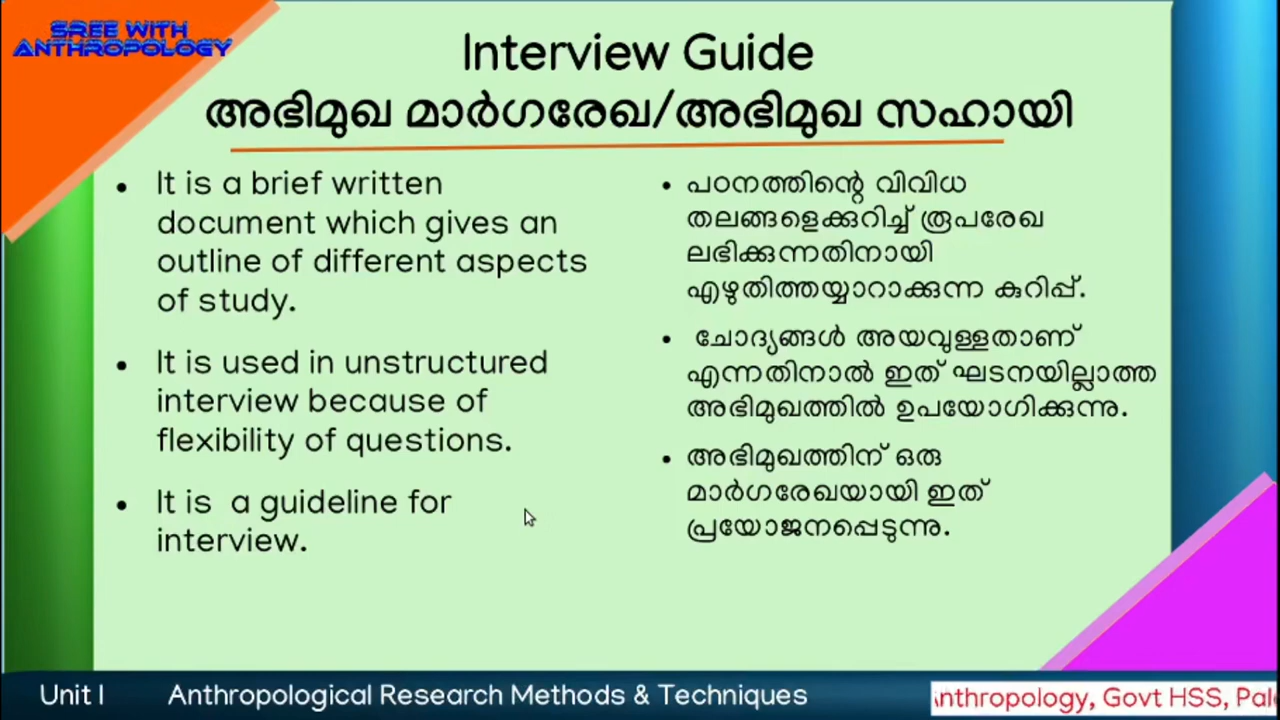 SREE WITH
ANTHROPOLOGY
Interview Guide
അഭിമുഖ മാർഗരേഖ/അഭിമുഖ സഹായി
• It is a brief written
document which gives an
outline of different aspects
of study.
• It is used in unstructured
interview because of
flexibility of questions.
• It is a guideline for
interview.
• പഠനത്തിന്റെ വിവിധ
തലങ്ങളെക്കുറിച്ച് രൂപരേഖ
ലഭിക്കുന്നതിനായി
എഴുതിത്തയ്യാറാക്കുന്ന കുറിപ്പ്.
• ചോദ്യങ്ങൾ അയവുള്ളതാണ്
എന്നതിനാൽ ഇത് ഘടനയില്ലാത്ത
അഭിമുഖത്തിൽ ഉപയോഗിക്കുന്നു.
• അഭിമുഖത്തിന് ഒരു
മാർഗരേഖയായി ഇത്
പ്രയോജനപ്പെടുന്നു.
Unit I Anthropological Research Methods & Techniques
Anthropology, Govt HSS,